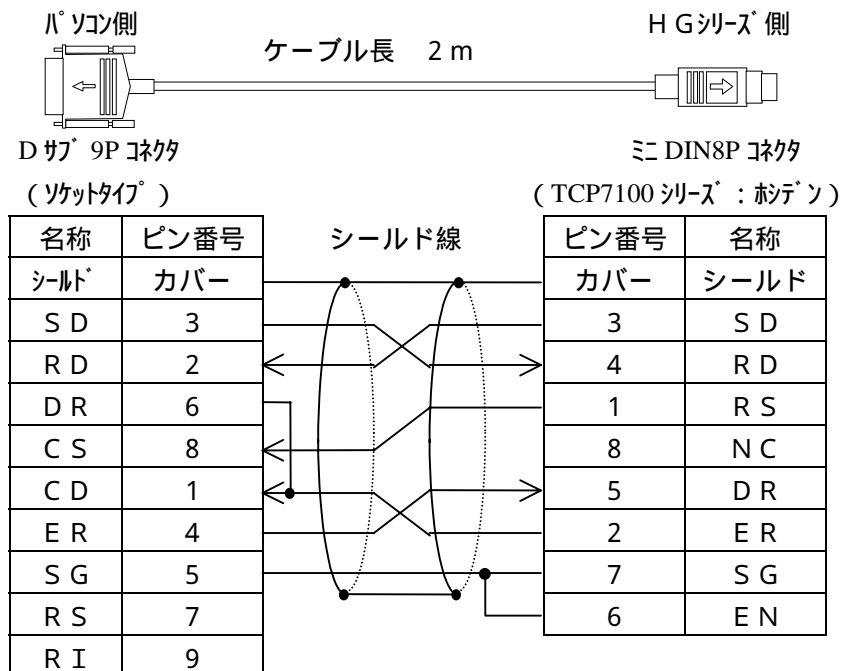 ﾊﾟｿｺﾝ側
ＨＧｼﾘｰｽﾞ側
ケーブル長　２ｍ
D ｻﾌﾞ 9P ｺﾈｸﾀ
ﾐﾆ DIN8P ｺﾈｸﾀ
（ｿｹｯﾄﾀｲﾌﾟ）
（TCP7100 ｼﾘｰｽﾞ：ﾎｼﾃﾞﾝ）
名称 ピン番号 シールド線 ピン番号 名称
ｼｰﾙﾄﾞ カバー カバー シールド
ＳＤ 3 3 ＳＤ
ＲＤ 2 4 ＲＤ
ＤＲ 6 1 ＲＳ
ＣＳ 8 8 ＮＣ
ＣＤ 1 5 ＤＲ
ＥＲ 4 2 ＥＲ
ＳＧ 5 7 ＳＧ
ＲＳ 7 6 ＥＮ
ＲＩ 9